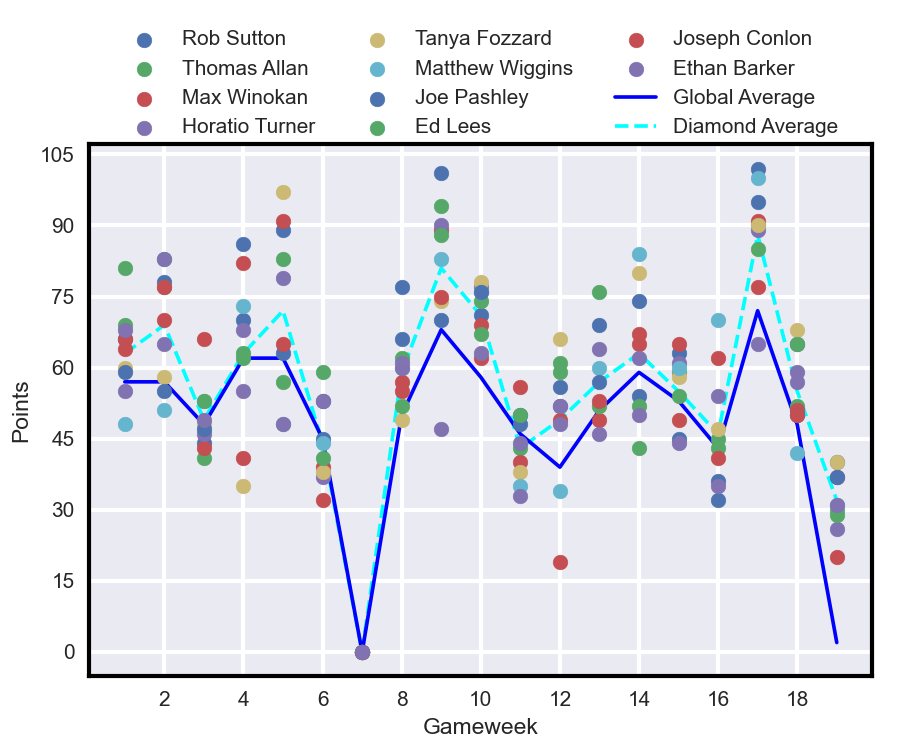 Rob Sutton
Thomas Allan
Max Winokan
Horatio Turner
Tanya Fozzard
Matthew Wiggins
Joe Pashley
Ed Lees
Joseph Conlon
Ethan Barker
Global Average
Diamond Average
105
90
75
60
45
30
15
0
Points
2 4 6 8 10 12 14 16 18
Gameweek